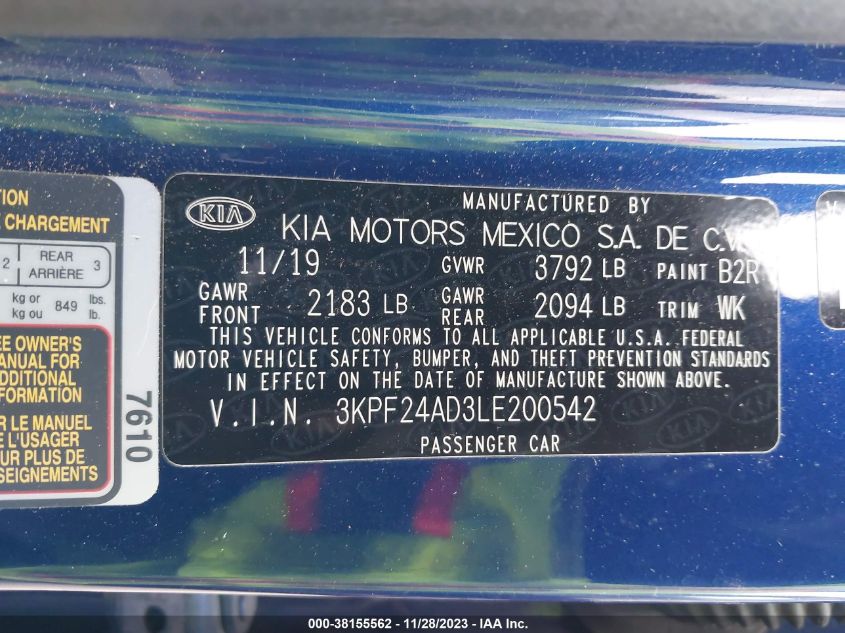 TION
CHARGEMENT
2 REAR ARRIÈRE 3
kg or kg ou 849 lbs. lb.
EE OWNER'S
ANUAL FOR
DDITIONAL
FORMATION
R LE MANUEL
E L'USAGER
UR PLUS DE
SEIGNEMENTS
7610
KIA
MANUFACTURED BY
KIA MOTORS MEXICO S.A. DE C.V.
11/19 GVWR 3792 LB PAINT B2R
GAWR FRONT 2183 LB GAWR REAR 2094 LB TRIM WK
THIS VEHICLE CONFORMS TO ALL APPLICABLE U.S.A. FEDERAL
MOTOR VEHICLE SAFETY, BUMPER, AND THEFT PREVENTION STANDARDS
IN EFFECT ON THE DATE OF MANUFACTURE SHOWN ABOVE.
V.I.N. 3KPF24AD3LE200542
PASSENGER CAR
000-38155562 - 11/28/2023 - IAA Inc.